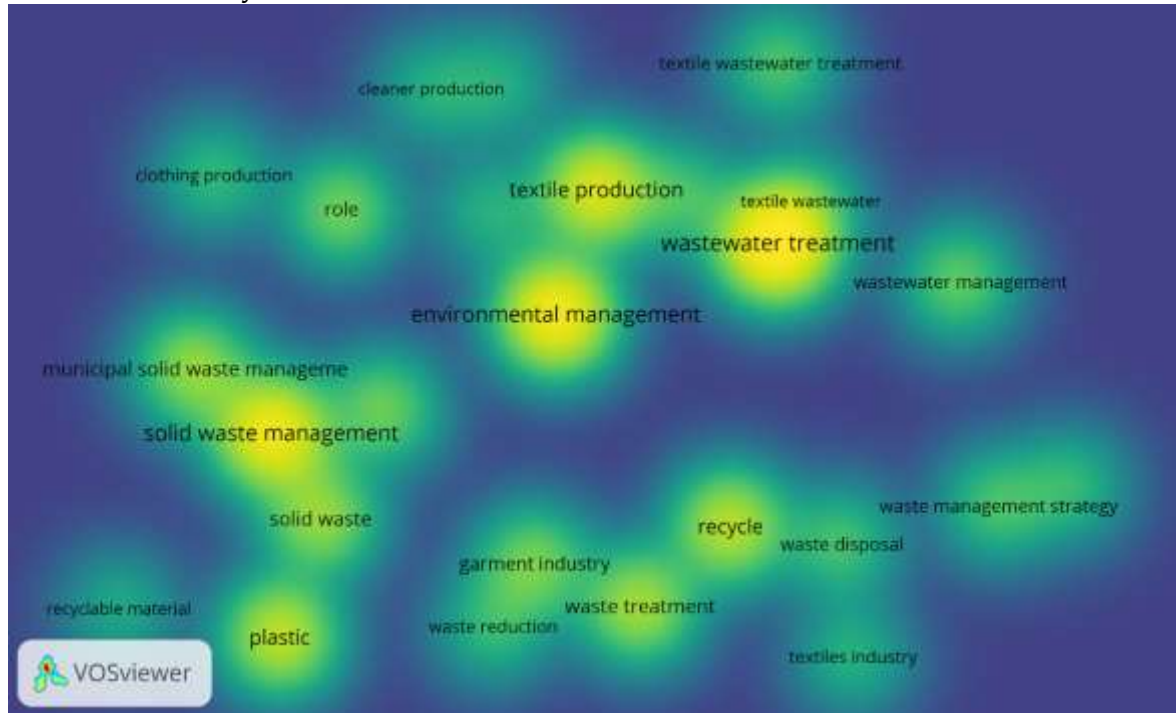 textile wastewater treatment
cleaner production
clothing production
textile production
role
textile wastewater
wastewater treatment
wastewater management
environmental management
municipal solid waste manageme
solid waste management
waste management strategy
solid waste
recycle
waste disposal
garment industry
recyclable material
waste treatment
waste reduction
plastic
textiles industry
VOSviewer